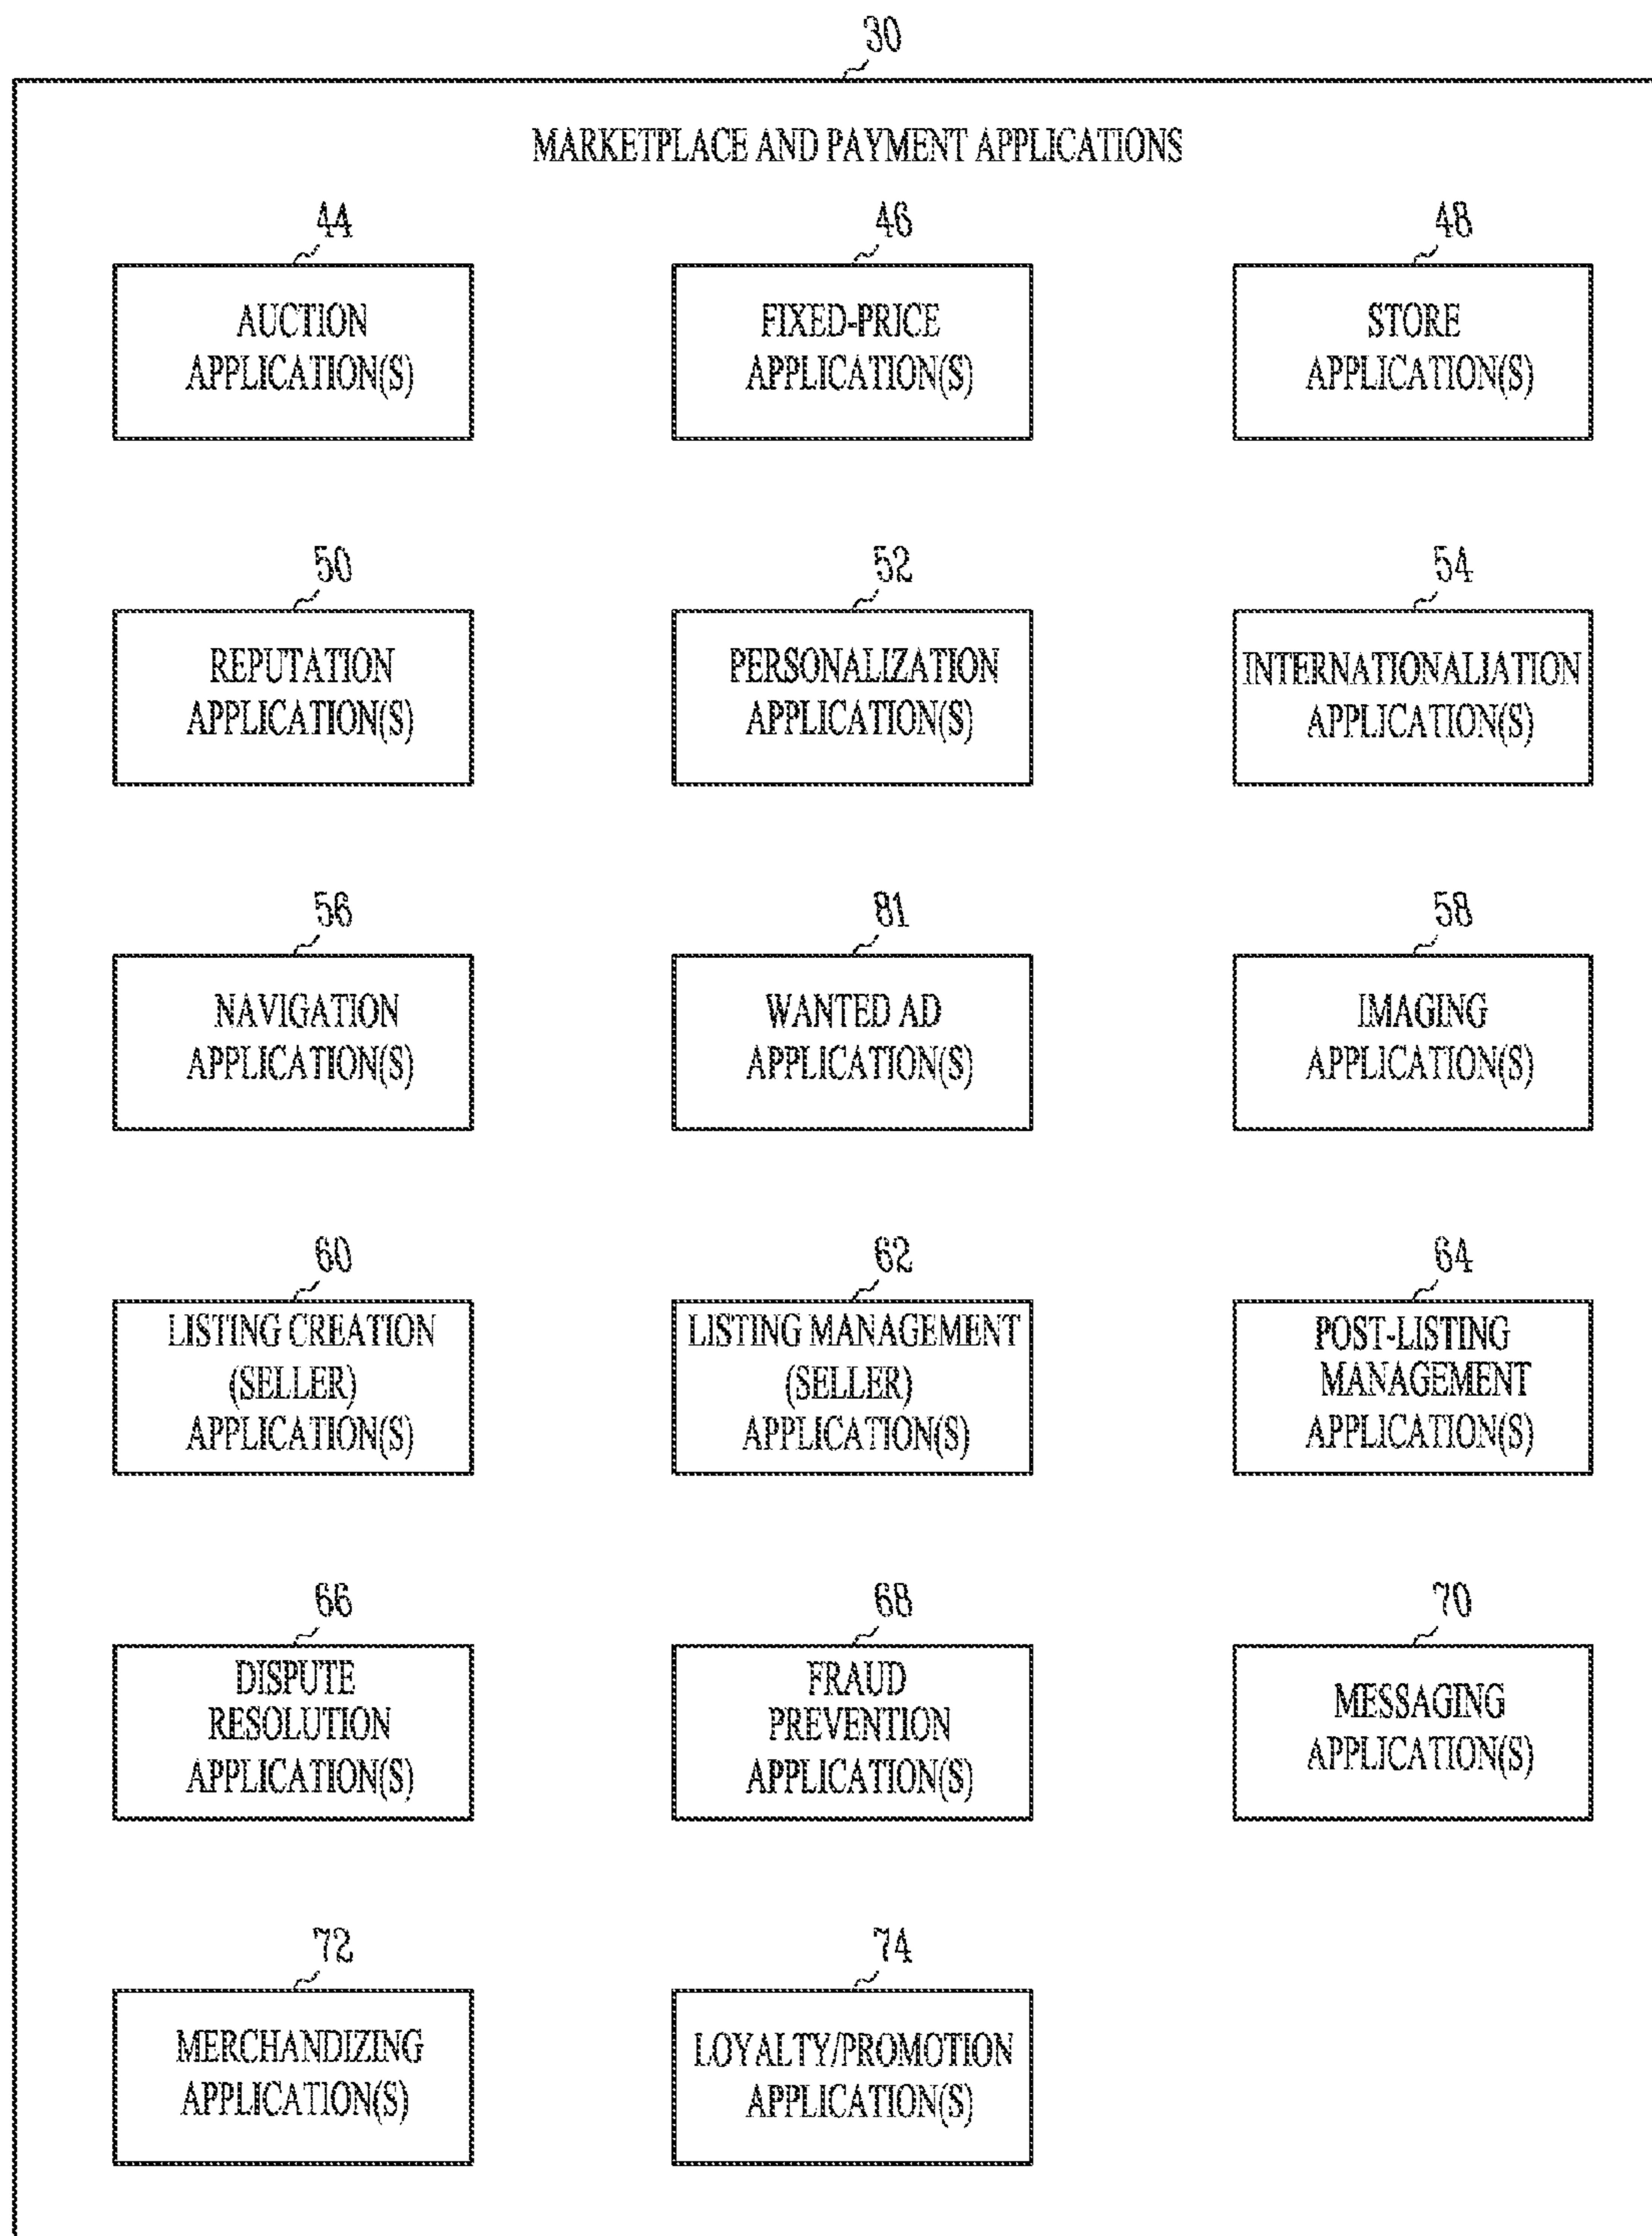 30
MARKETPLACE AND PAYMENT APPLICATIONS
44
AUCTION
APPLICATION(S)
46
FIXED-PRICE
APPLICATION(S)
48
STORE
APPLICATION(S)
50
REPUTATION
APPLICATION(S)
52
PERSONALIZATION
APPLICATION(S)
54
INTERNATIONALIATION
APPLICATION(S)
56
NAVIGATION
APPLICATION(S)
81
WANTED AD
APPLICATION(S)
58
IMAGING
APPLICATION(S)
60
LISTING CREATION
(SELLER)
APPLICATION(S)
62
LISTING MANAGEMENT
(SELLER)
APPLICATION(S)
64
POST-LISTING
MANAGEMENT
APPLICATION(S)
66
DISPUTE
RESOLUTION
APPLICATION(S)
68
FRAUD
PREVENTION
APPLICATION(S)
70
MESSAGING
APPLICATION(S)
72
MERCHANDIZING
APPLICATION(S)
74
LOYALTY/PROMOTION
APPLICATION(S)